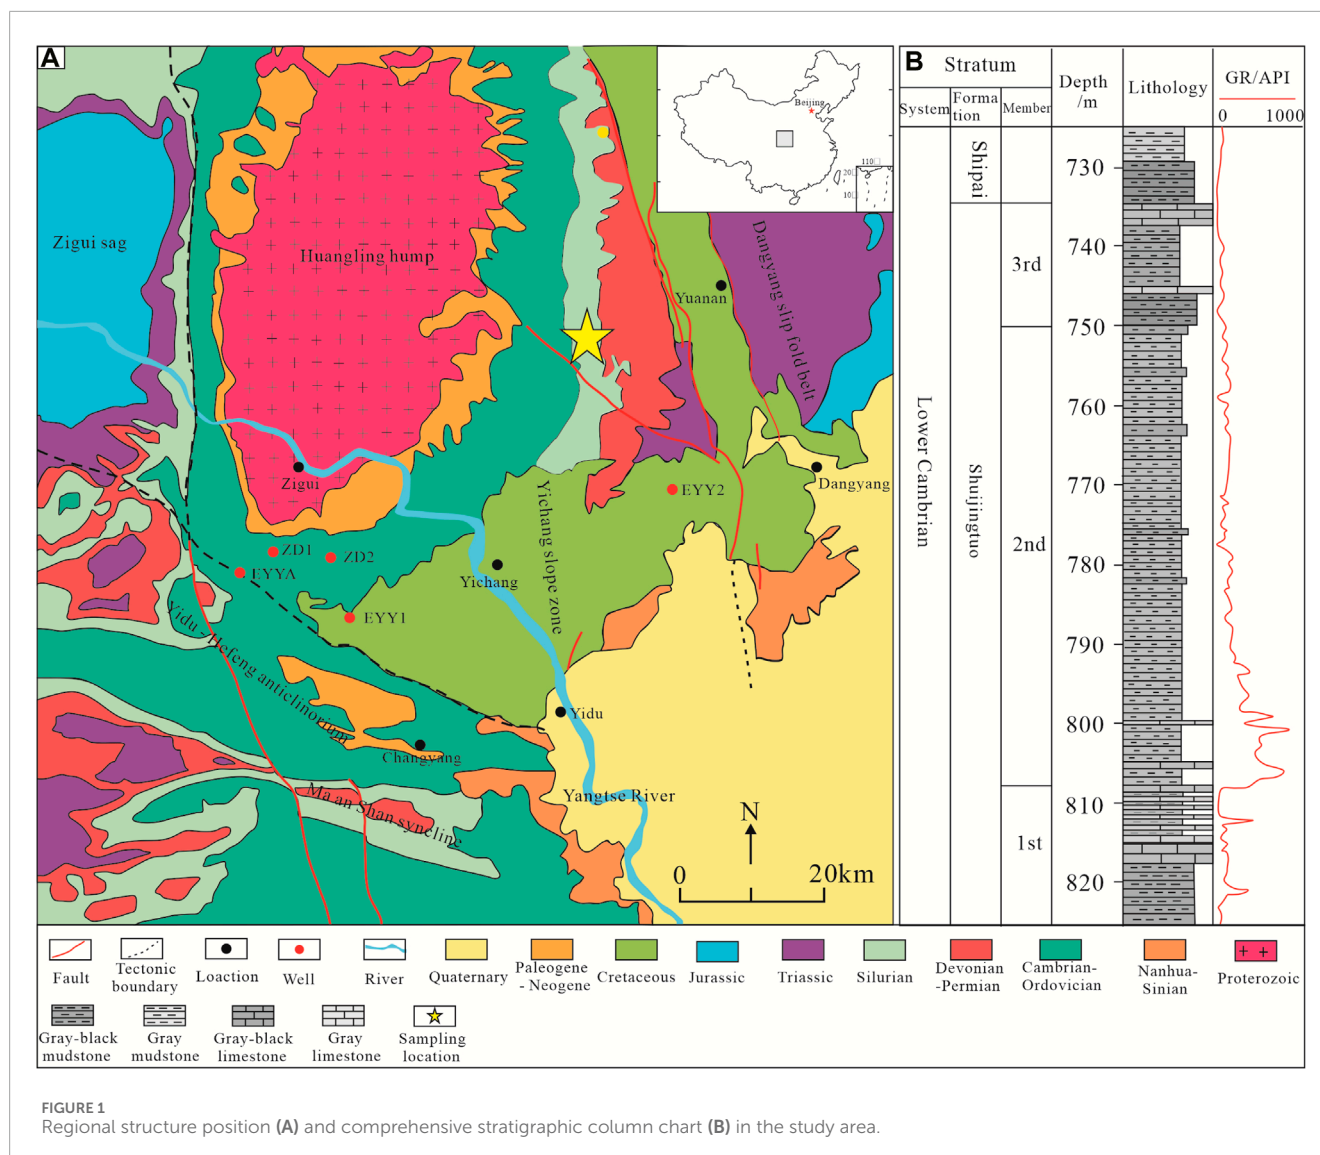 A
Beijing
110
20
10
Zigui sag
Huangling hump
Yuanan
Dangyang slip fold belt
Zigui
EYY2
Dangyang
ZD1
ZD2
EYYA
Yichang
Yichang slope zone
EYY1
Yidu - Hefeng anticlinorium
Yidu
Changyang
Ma an Shan syncline
Yangtse River
N
0
20km
B
Stratum
Depth
/m
Lithology
GR/API
System
Forma
tion
Member
0
1000
Lower Cambrian
Shipai
Shuijingtuo
3rd
2nd
1st
730
740
750
760
770
780
790
800
810
820
Fault
Tectonic
boundary
Loaction
Well
River
Quaternary
Paleogene
- Neogene
Cretaceous
Jurassic
Triassic
Silurian
Devonian
-Permian
Cambrian-
Ordovician
Nanhua-
Sinian
Proterozoic
Gray-black
mudstone
Gray
mudstone
Gray-black
limestone
Gray
limestone
Sampling
location
FIGURE 1
Regional structure position (A) and comprehensive stratigraphic column chart (B) in the study area.